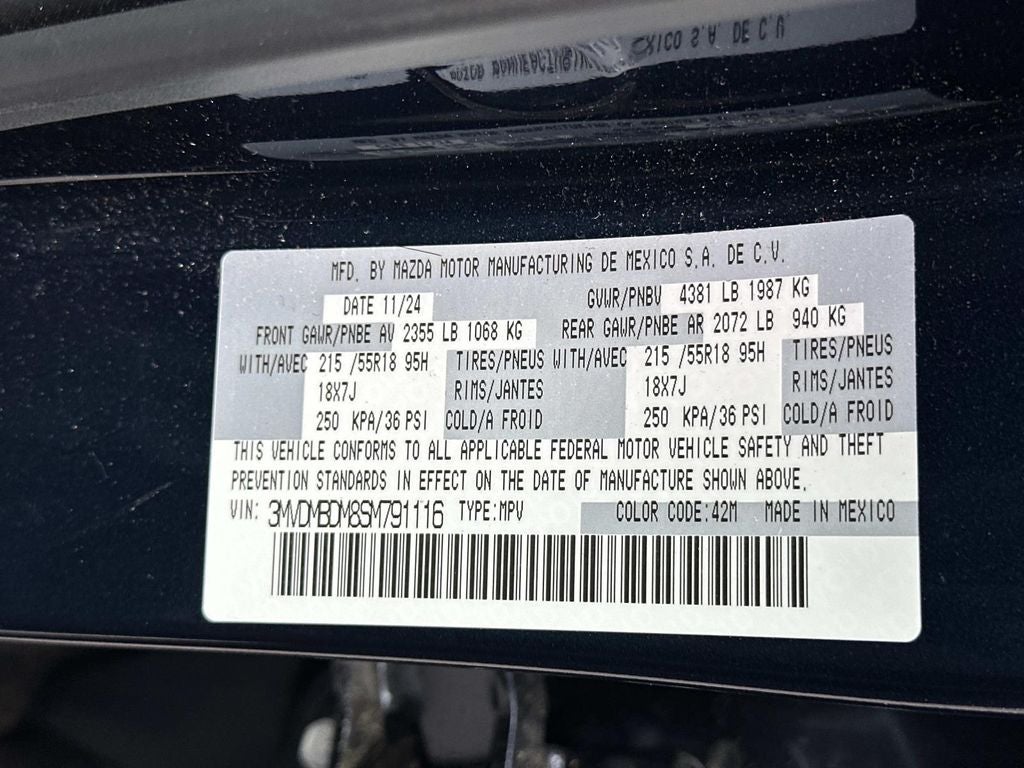 MFD. BY MAZDA MOTOR MANUFACTURING DE MEXICO S.A. DE C.V.
DATE 11/24 GVWR/PNBV 4381 LB 1987 KG
FRONT GAWR/PNBE AV 2355 LB 1068 KG REAR GAWR/PNBE AR 2072 LB 940 KG
WITH/AVEC 215 /55R18 95H TIRES/PNEUS WITH/AVEC 215 /55R18 95H TIRES/PNEUS
18X7J RIMS/JANTES 18X7J RIMS/JANTES
250 KPA/36 PSI COLD/A FROID 250 KPA/36 PSI COLD/A FROID
THIS VEHICLE CONFORMS TO ALL APPLICABLE FEDERAL MOTOR VEHICLE SAFETY AND THEFT
PREVENTION STANDARDS IN EFFECT ON THE DATE OF MANUFACTURE SHOWN ABOVE.
VIN: 3MVDMBDM8SM791116 TYPE:MPV COLOR CODE:42M MADE IN MEXICO